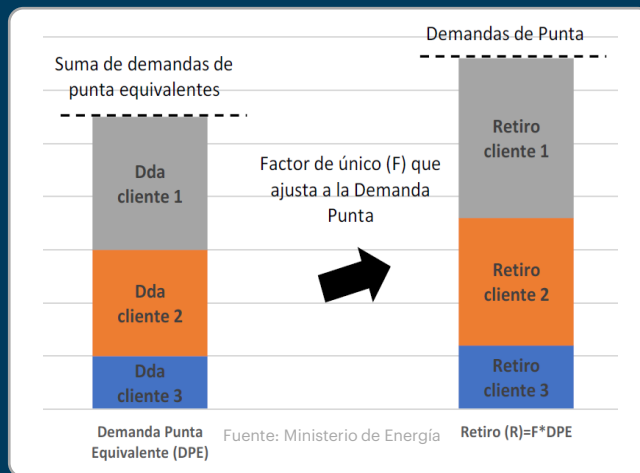 Suma de demandas de
punta equivalentes
Dda
cliente 1
Dda
cliente 2
Dda
cliente 3
Demanda Punta
Equivalente (DPE)
Factor de único (F) que
ajusta a la Demanda
Punta
Fuente: Ministerio de Energía
Demandas de Punta
Retiro
cliente 1
Retiro
cliente 2
Retiro
cliente 3
Retiro (R)=F*DPE